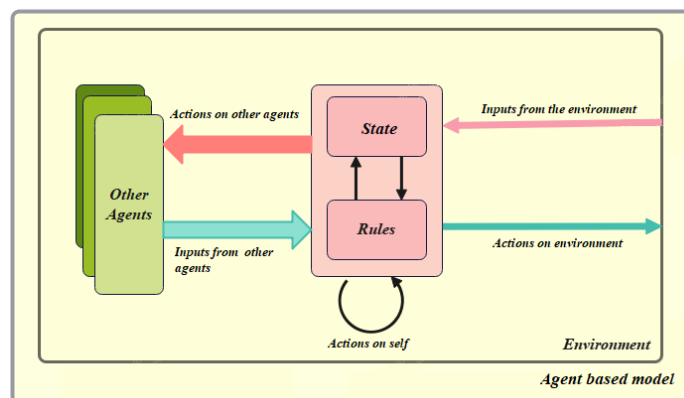 Actions on other agents
Inputs from the environment
State
Other
Agents
Rules
Inputs from other
agents
Actions on environment
Actions on self
Environment
Agent based model